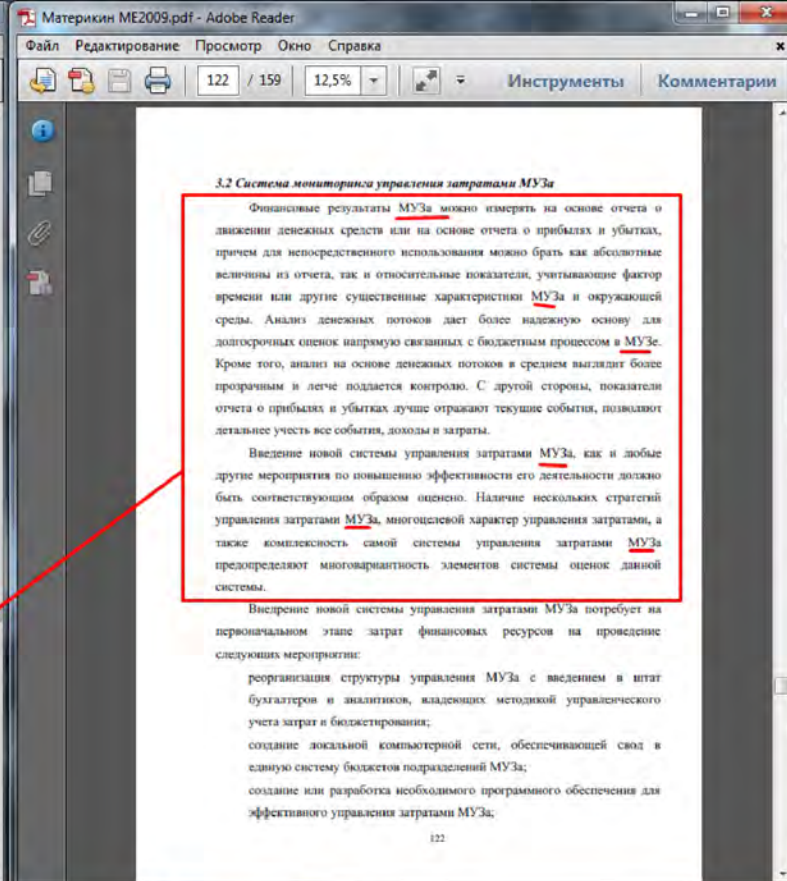 Материкин МЕ2009.pdf - Adobe Reader
Файл Редактирование Просмотр Окно Справка
122 / 159 12,5% Инструменты Комментарии
3.2 Система мониторинга управления затратами МУЗа
Финансовые результаты МУЗа можно измерять на основе отчета о
движении денежных средств или на основе отчета о прибылях и убытках,
причем для непосредственного использования можно брать как абсолютные
величины из отчета, так и относительные показатели, учитывающие фактор
времени или другие существенные характеристики МУЗа и окружающей
среды. Анализ денежных потоков дает более надежную основу для
долгосрочных оценок напрямую связанных с бюджетным процессом в МУЗе.
Кроме того, анализ на основе денежных потоков в среднем выглядит более
прозрачным и легче поддается контролю. С другой стороны, показатели
отчета о прибылях и убытках лучше отражают текущие события, позволяют
детальнее учесть все события, доходы и затраты.
Введение новой системы управления затратами МУЗа, как и любые
другие мероприятия по повышению эффективности его деятельности должно
быть соответствующим образом оценено. Наличие нескольких стратегий
управления затратами МУЗа, многоцелевой характер управления затратами, а
также комплексность самой системы управления затратами МУЗа
предопределяют многовариантность элементов системы оценок данной
системы.
Внедрение новой системы управления затратами МУЗа потребует на
первоначальном этапе затрат финансовых ресурсов на проведение
следующих мероприятии:
реорганизация структуры управления МУЗа с введением в штат
бухгалтеров и аналитиков, владеющих методикой управленческого
учета затрат и бюджетирования;
создание локальной компьютерной сети, обеспечивающей свод в
единую систему бюджетов подразделений МУЗа;
создание или разработка необходимого программного обеспечения для
эффективного управления затратами МУЗа;
122